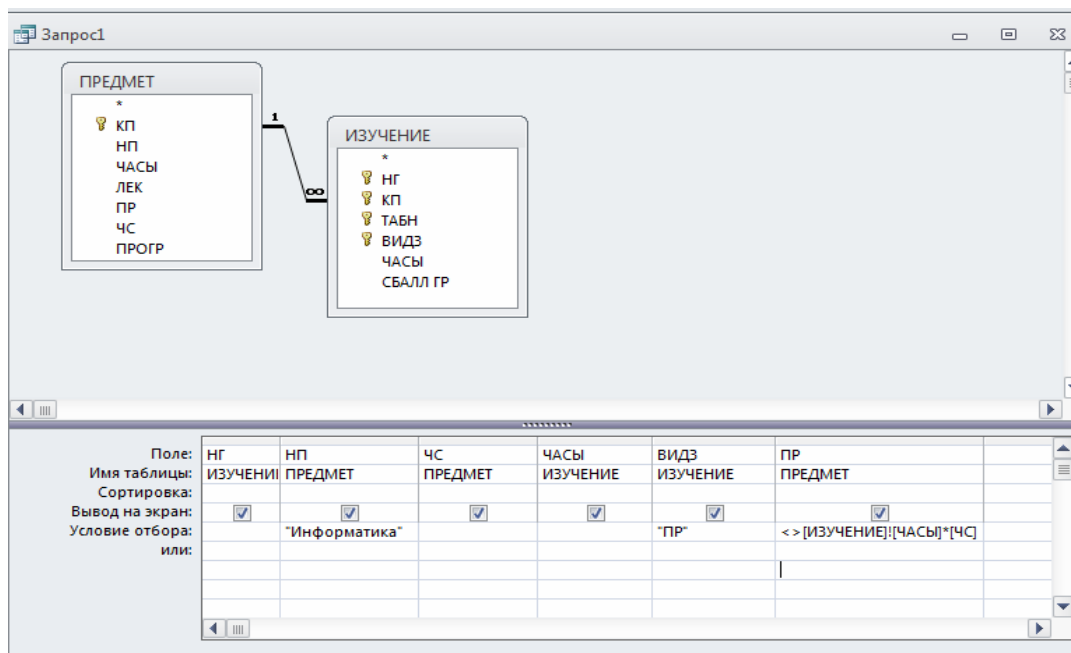 Запрос1
ПРЕДМЕТ
*
КП
НП
ЧАСЫ
ЛЕК
ПР
ЧС
ПРОГР
1
∞
ИЗУЧЕНИЕ
*
НГ
КП
ТАБН
ВИДЗ
ЧАСЫ
СБАЛЛ ГР
Поле: НГ НП ЧС ЧАСЫ ВИДЗ ПР
Имя таблицы: ИЗУЧЕНИ ПРЕДМЕТ ПРЕДМЕТ ИЗУЧЕНИЕ ИЗУЧЕНИЕ ПРЕДМЕТ
Сортировка:
Вывод на экран:
Условие отбора: "Информатика" "ПР" <>[ИЗУЧЕНИЕ]![ЧАСЫ]*[ЧС]
или: